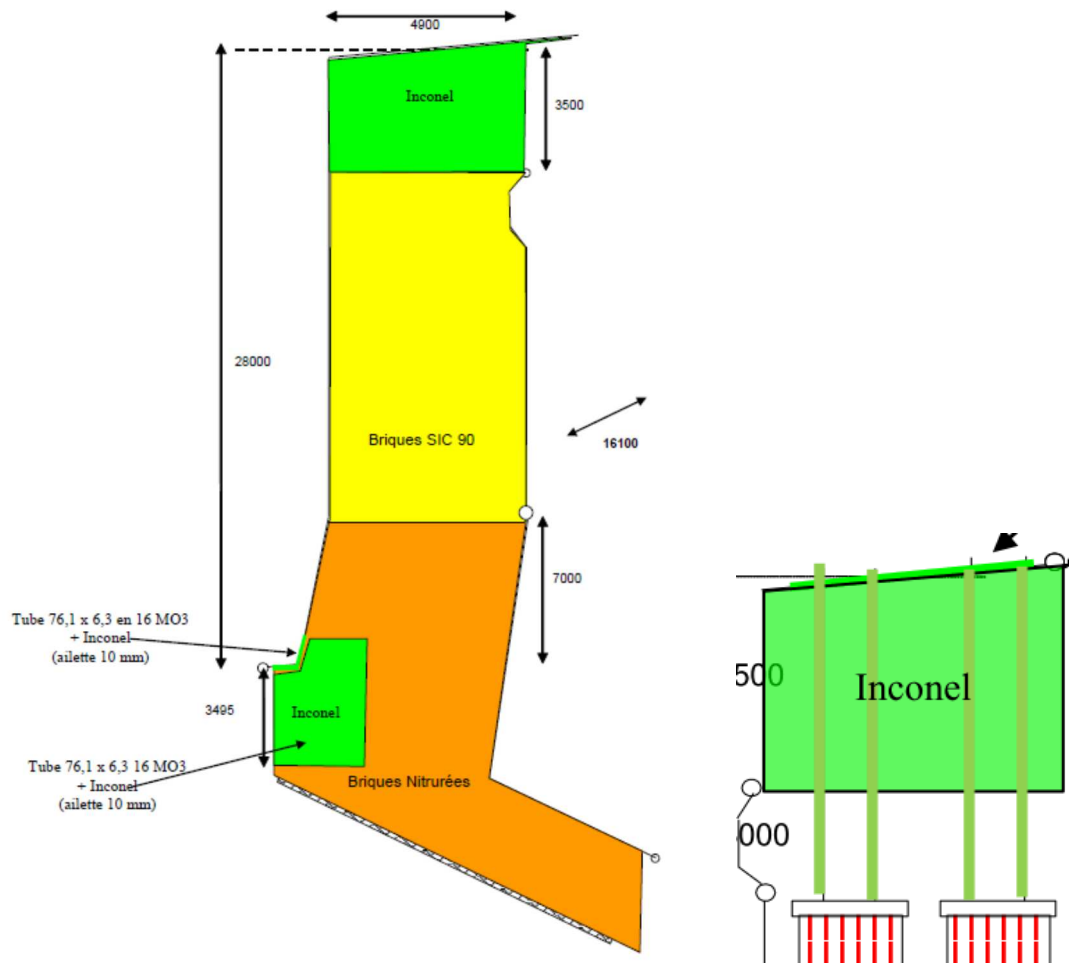 4900
Inconel
3500
28000
Briques SIC 90
16100
7000
Tube 76,1 x 6,3 en 16 MO3
+ Inconel
(ailette 10 mm)
3495
Inconel
Tube 76,1 x 6,3 16 MO3
+ Inconel
(ailette 10 mm)
Briques Nitrurées
500
Inconel
000